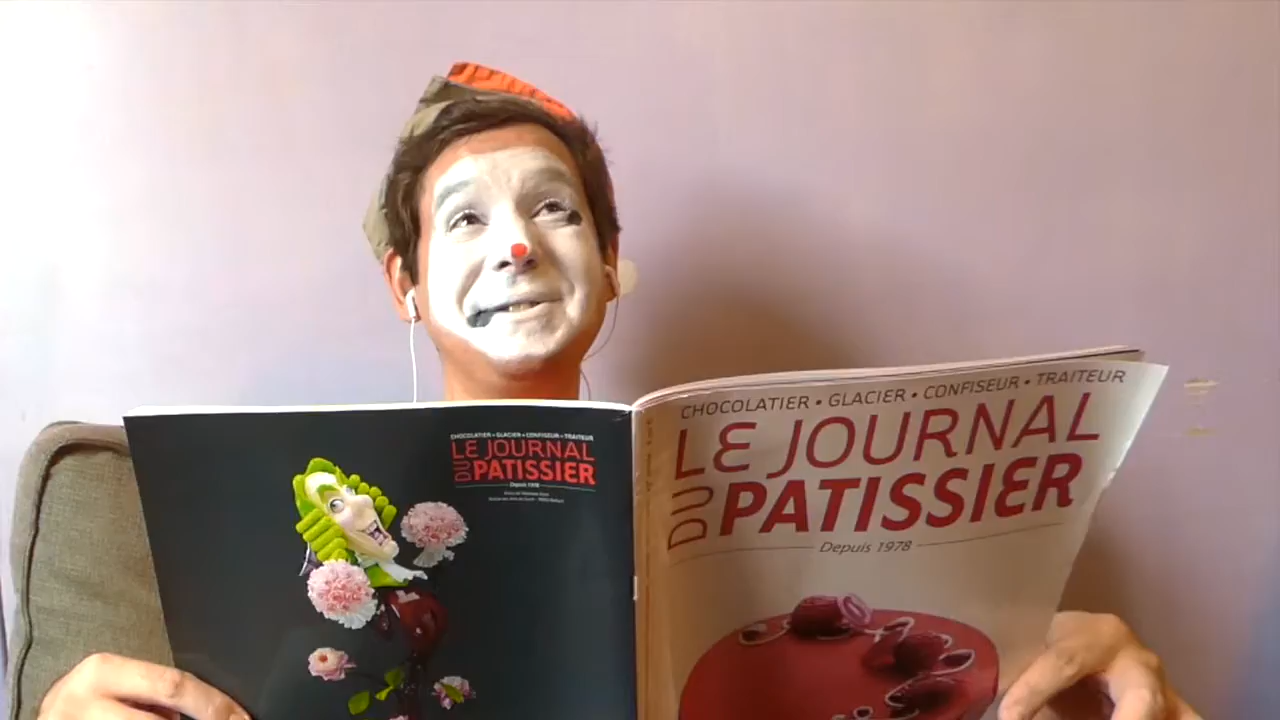 CHOCOLATIER • GLACIER • CONFISEUR • TRAITEUR
LE JOURNAL
DU PATISSIER
Depuis 1978
CHOCOLATIER • GLACIER • CONFISEUR • TRAITEUR
LE JOURNAL
DU PATISSIER
Depuis 1978